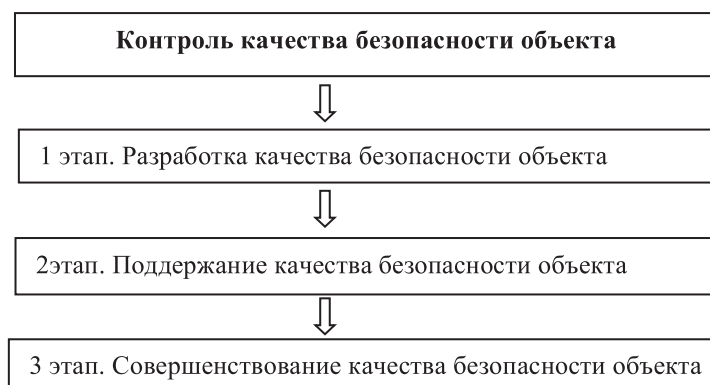 Контроль качества безопасности объекта
1 этап. Разработка качества безопасности объекта
2этап. Поддержание качества безопасности объекта
3 этап. Совершенствование качества безопасности объекта